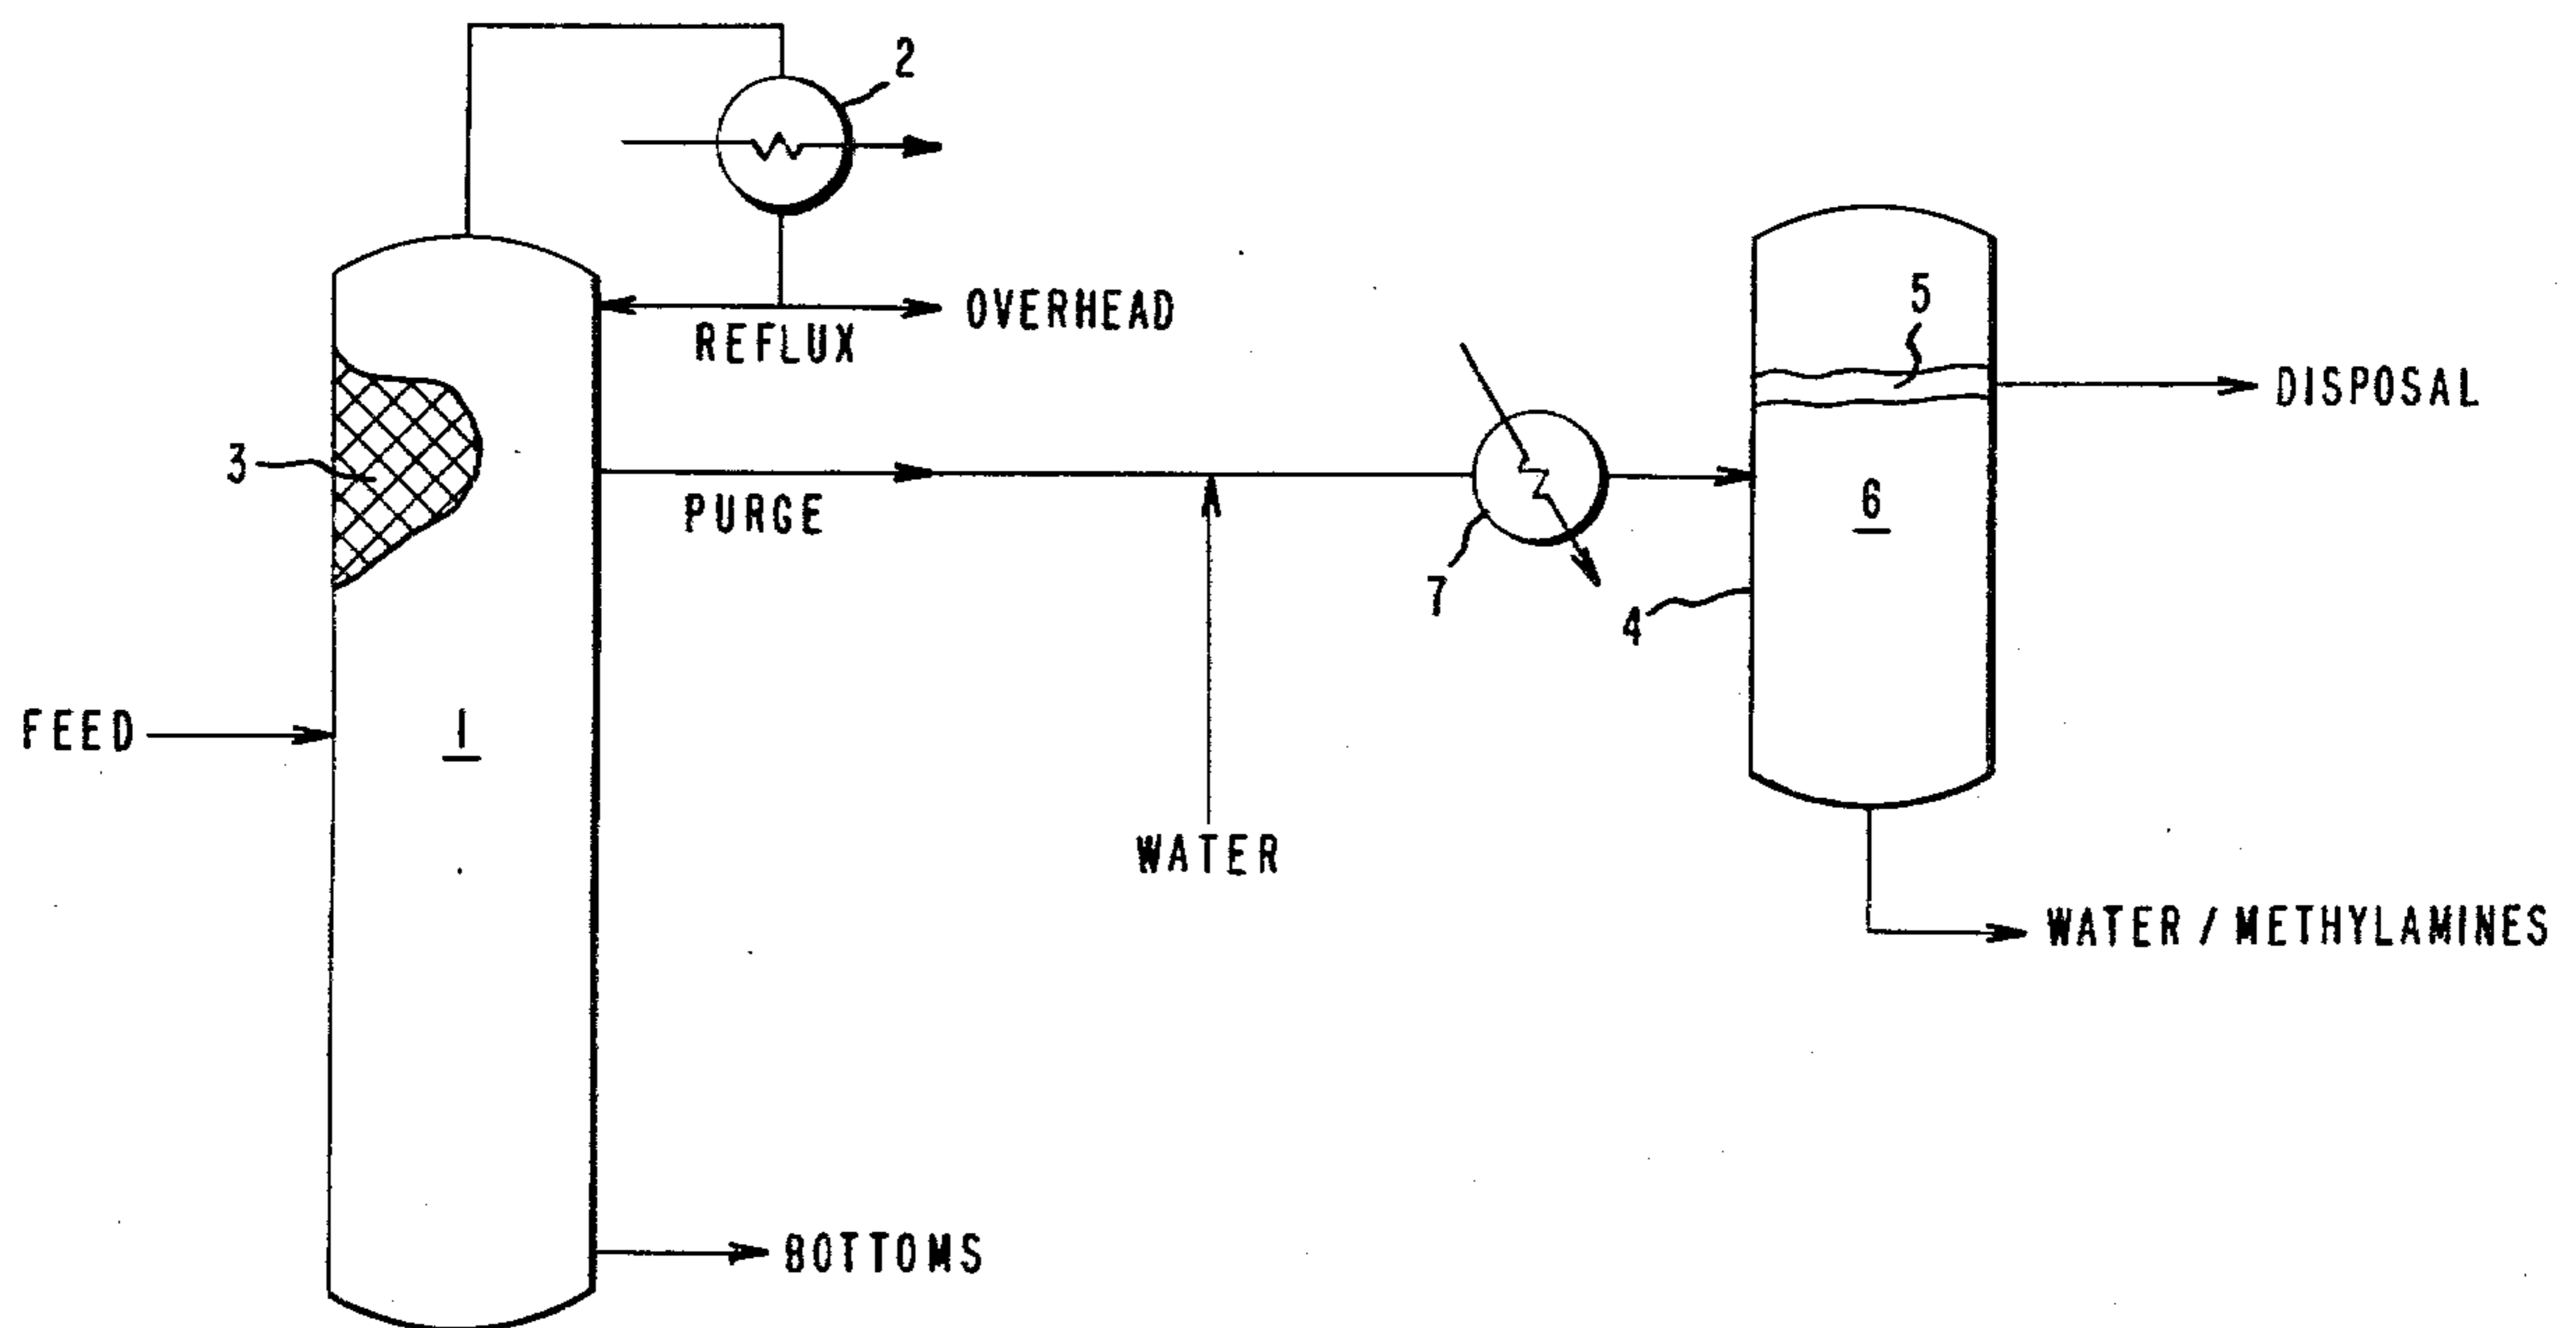 2
OVERHEAD
REFLUX
5
DISPOSAL
3
PURGE
6
7
4
FEED
1
WATER
WATER / METHYLAMINES
BOTTOMS